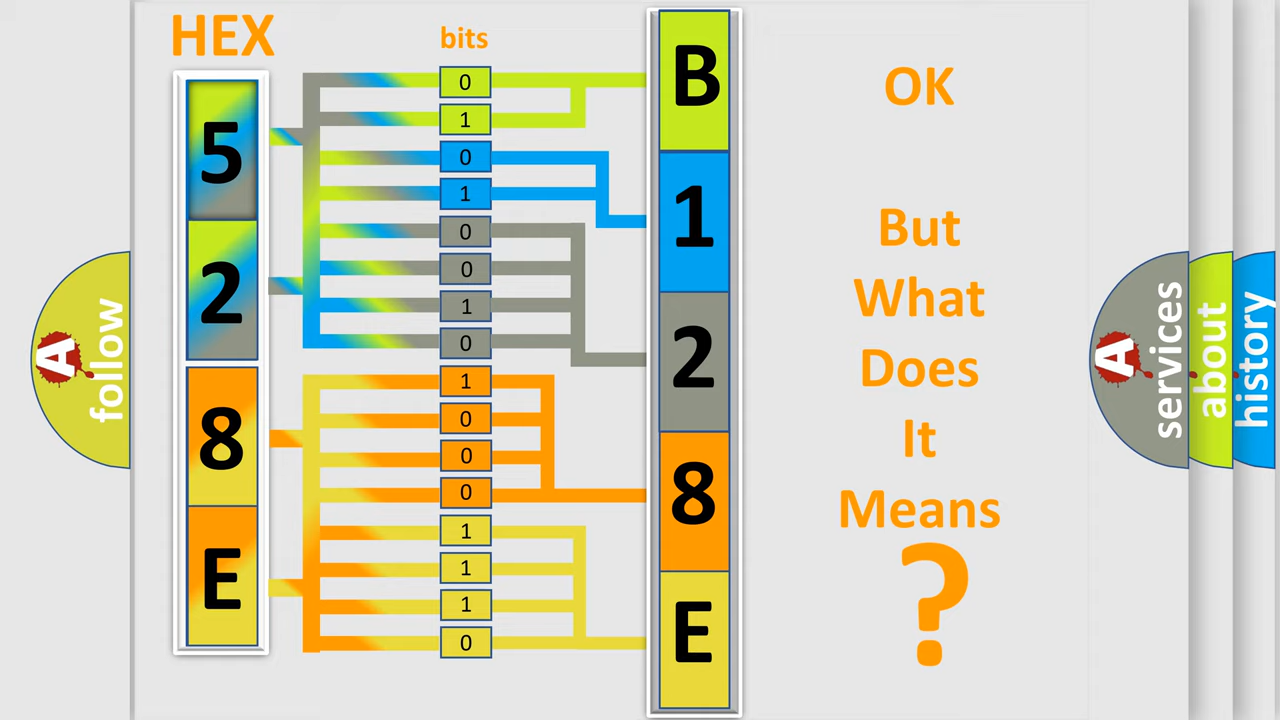 HEX
bits
5
2
8
E
0
1
0
1
0
0
1
0
1
0
0
0
1
1
1
0
B
1
2
8
E
OK
But
What
Does
It
Means
?
A
follow
A
services
about
history